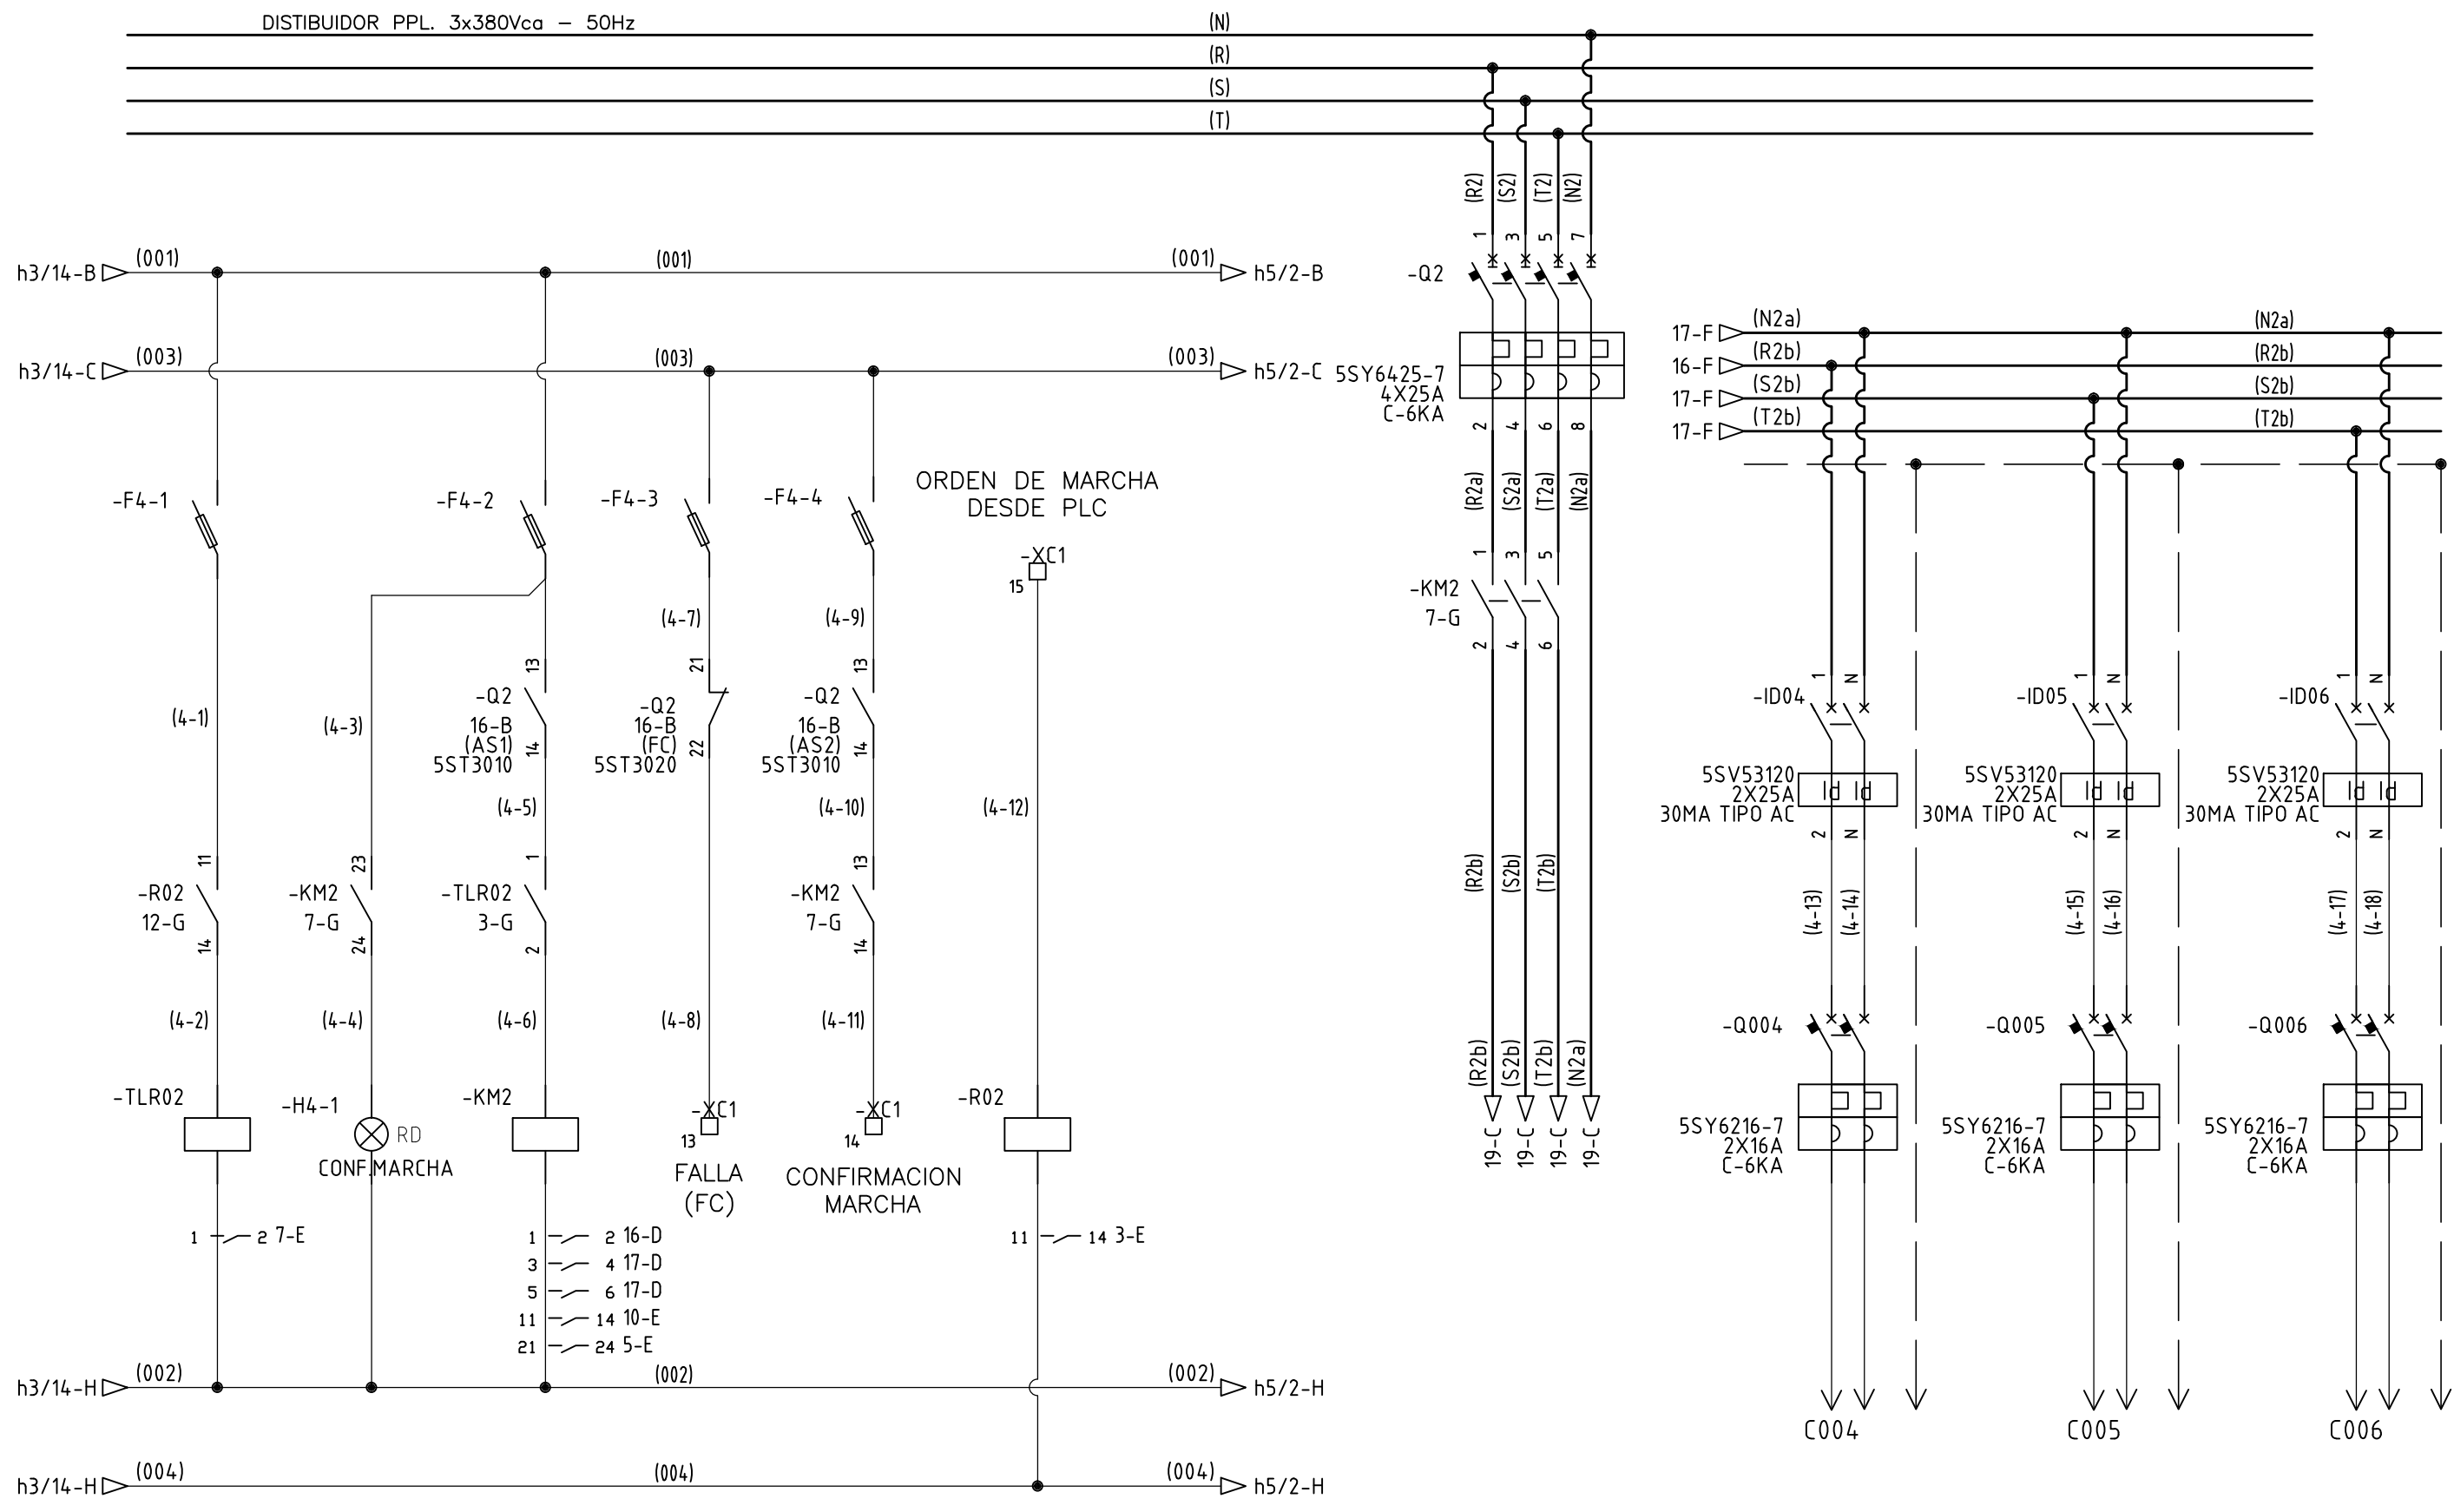 DISTIBUIDOR PPL. 3x380Vca – 50Hz
(N)
(R)
(S)
(T)
(R2)
(S2)
(T2)
(N2)
h3/14-B
(001)
(001)
(001)
h5/2-B
h3/14-C
(003)
(003)
(003)
h5/2-C
-F4-1
-F4-2
-F4-3
-F4-4
ORDEN DE MARCHA
DESDE PLC
-XC1
15
(4-1)
(4-3)
(4-7)
(4-9)
(4-12)
13
-Q2
16-B
(AS1)
5ST3010
14
21
-Q2
16-B
(FC)
5ST3020
22
13
-Q2
16-B
(AS2)
5ST3010
14
(4-5)
(4-10)
11
-R02
12-G
14
23
-KM2
7-G
24
1
-TLR02
3-G
2
13
-KM2
7-G
14
(4-2)
(4-4)
(4-6)
(4-8)
(4-11)
-TLR02
-H4-1
RD
CONF.MARCHA
-KM2
-XC1
13
FALLA
(FC)
-XC1
14
CONFIRMACION
MARCHA
-R02
1 2 7-E
1 2 16-D
3 4 17-D
5 6 17-D
11 14 10-E
21 24 5-E
11 14 3-E
h3/14-H
(002)
(002)
(002)
h5/2-H
h3/14-H
(004)
(004)
(004)
h5/2-H
1
3
5
7
-Q2
5SY6425-7
4X25A
C-6KA
2
4
6
8
(R2a)
(S2a)
(T2a)
(N2a)
1
3
5
-KM2
7-G
2
4
6
(R2b)
(S2b)
(T2b)
(R2b)
(S2b)
(T2b)
(N2a)
19-C
19-C
19-C
19-C
17-F
(N2a)
(N2a)
16-F
(R2b)
(R2b)
17-F
(S2b)
(S2b)
17-F
(T2b)
(T2b)
1
N
-ID04
5SV53120
2X25A
30MA TIPO AC
Id
Id
2
N
(4-13)
(4-14)
-Q004
5SY6216-7
2X16A
C-6KA
C004
1
N
-ID05
5SV53120
2X25A
30MA TIPO AC
Id
Id
2
N
(4-15)
(4-16)
-Q005
5SY6216-7
2X16A
C-6KA
C005
1
N
-ID06
5SV53120
2X25A
30MA TIPO AC
Id
Id
2
N
(4-17)
(4-18)
-Q006
5SY6216-7
2X16A
C-6KA
C006